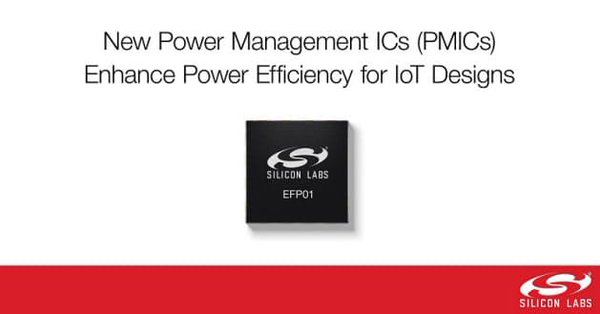 New Power Management ICs (PMICs)
Enhance Power Efficiency for IoT Designs
SILICON LABS
EFP01
SILICON LABS